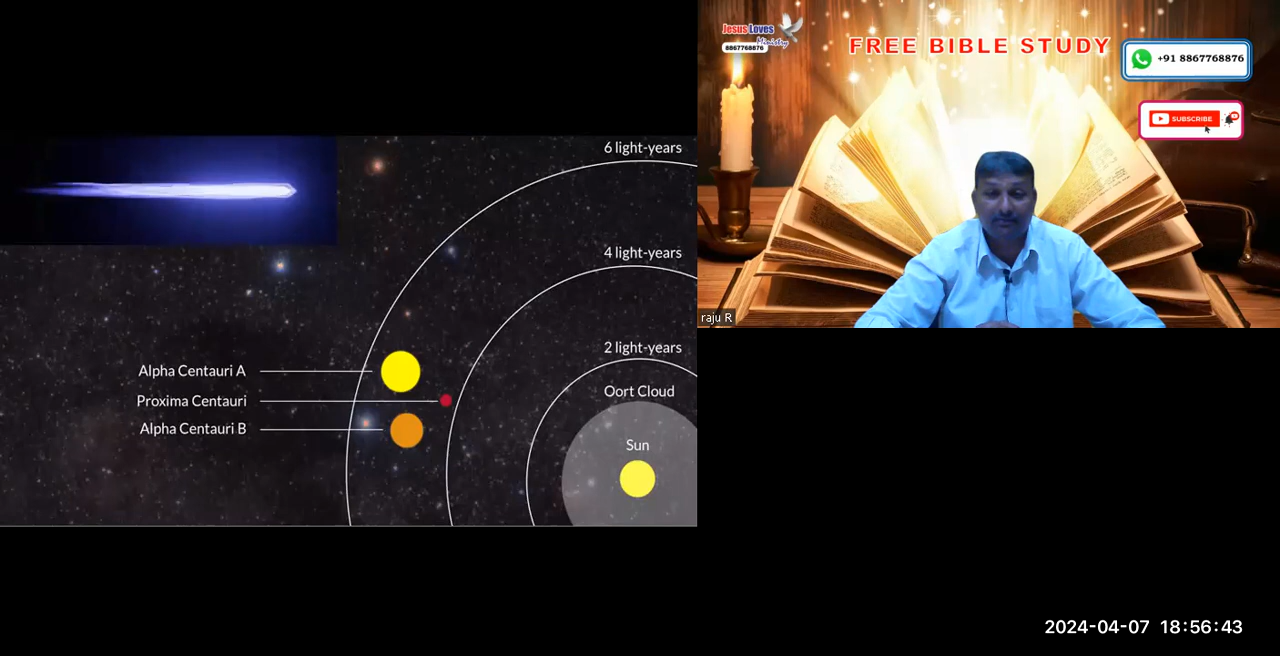 6 light-years
4 light-years
2 light-years
Oort Cloud
Sun
Alpha Centauri A
Proxima Centauri
Alpha Centauri B
Jesus Loves
Ministry
8867768876
FREE BIBLE STUDY
+91 8867768876
SUBSCRIBE
raju R
2024-04-07 18:56:43